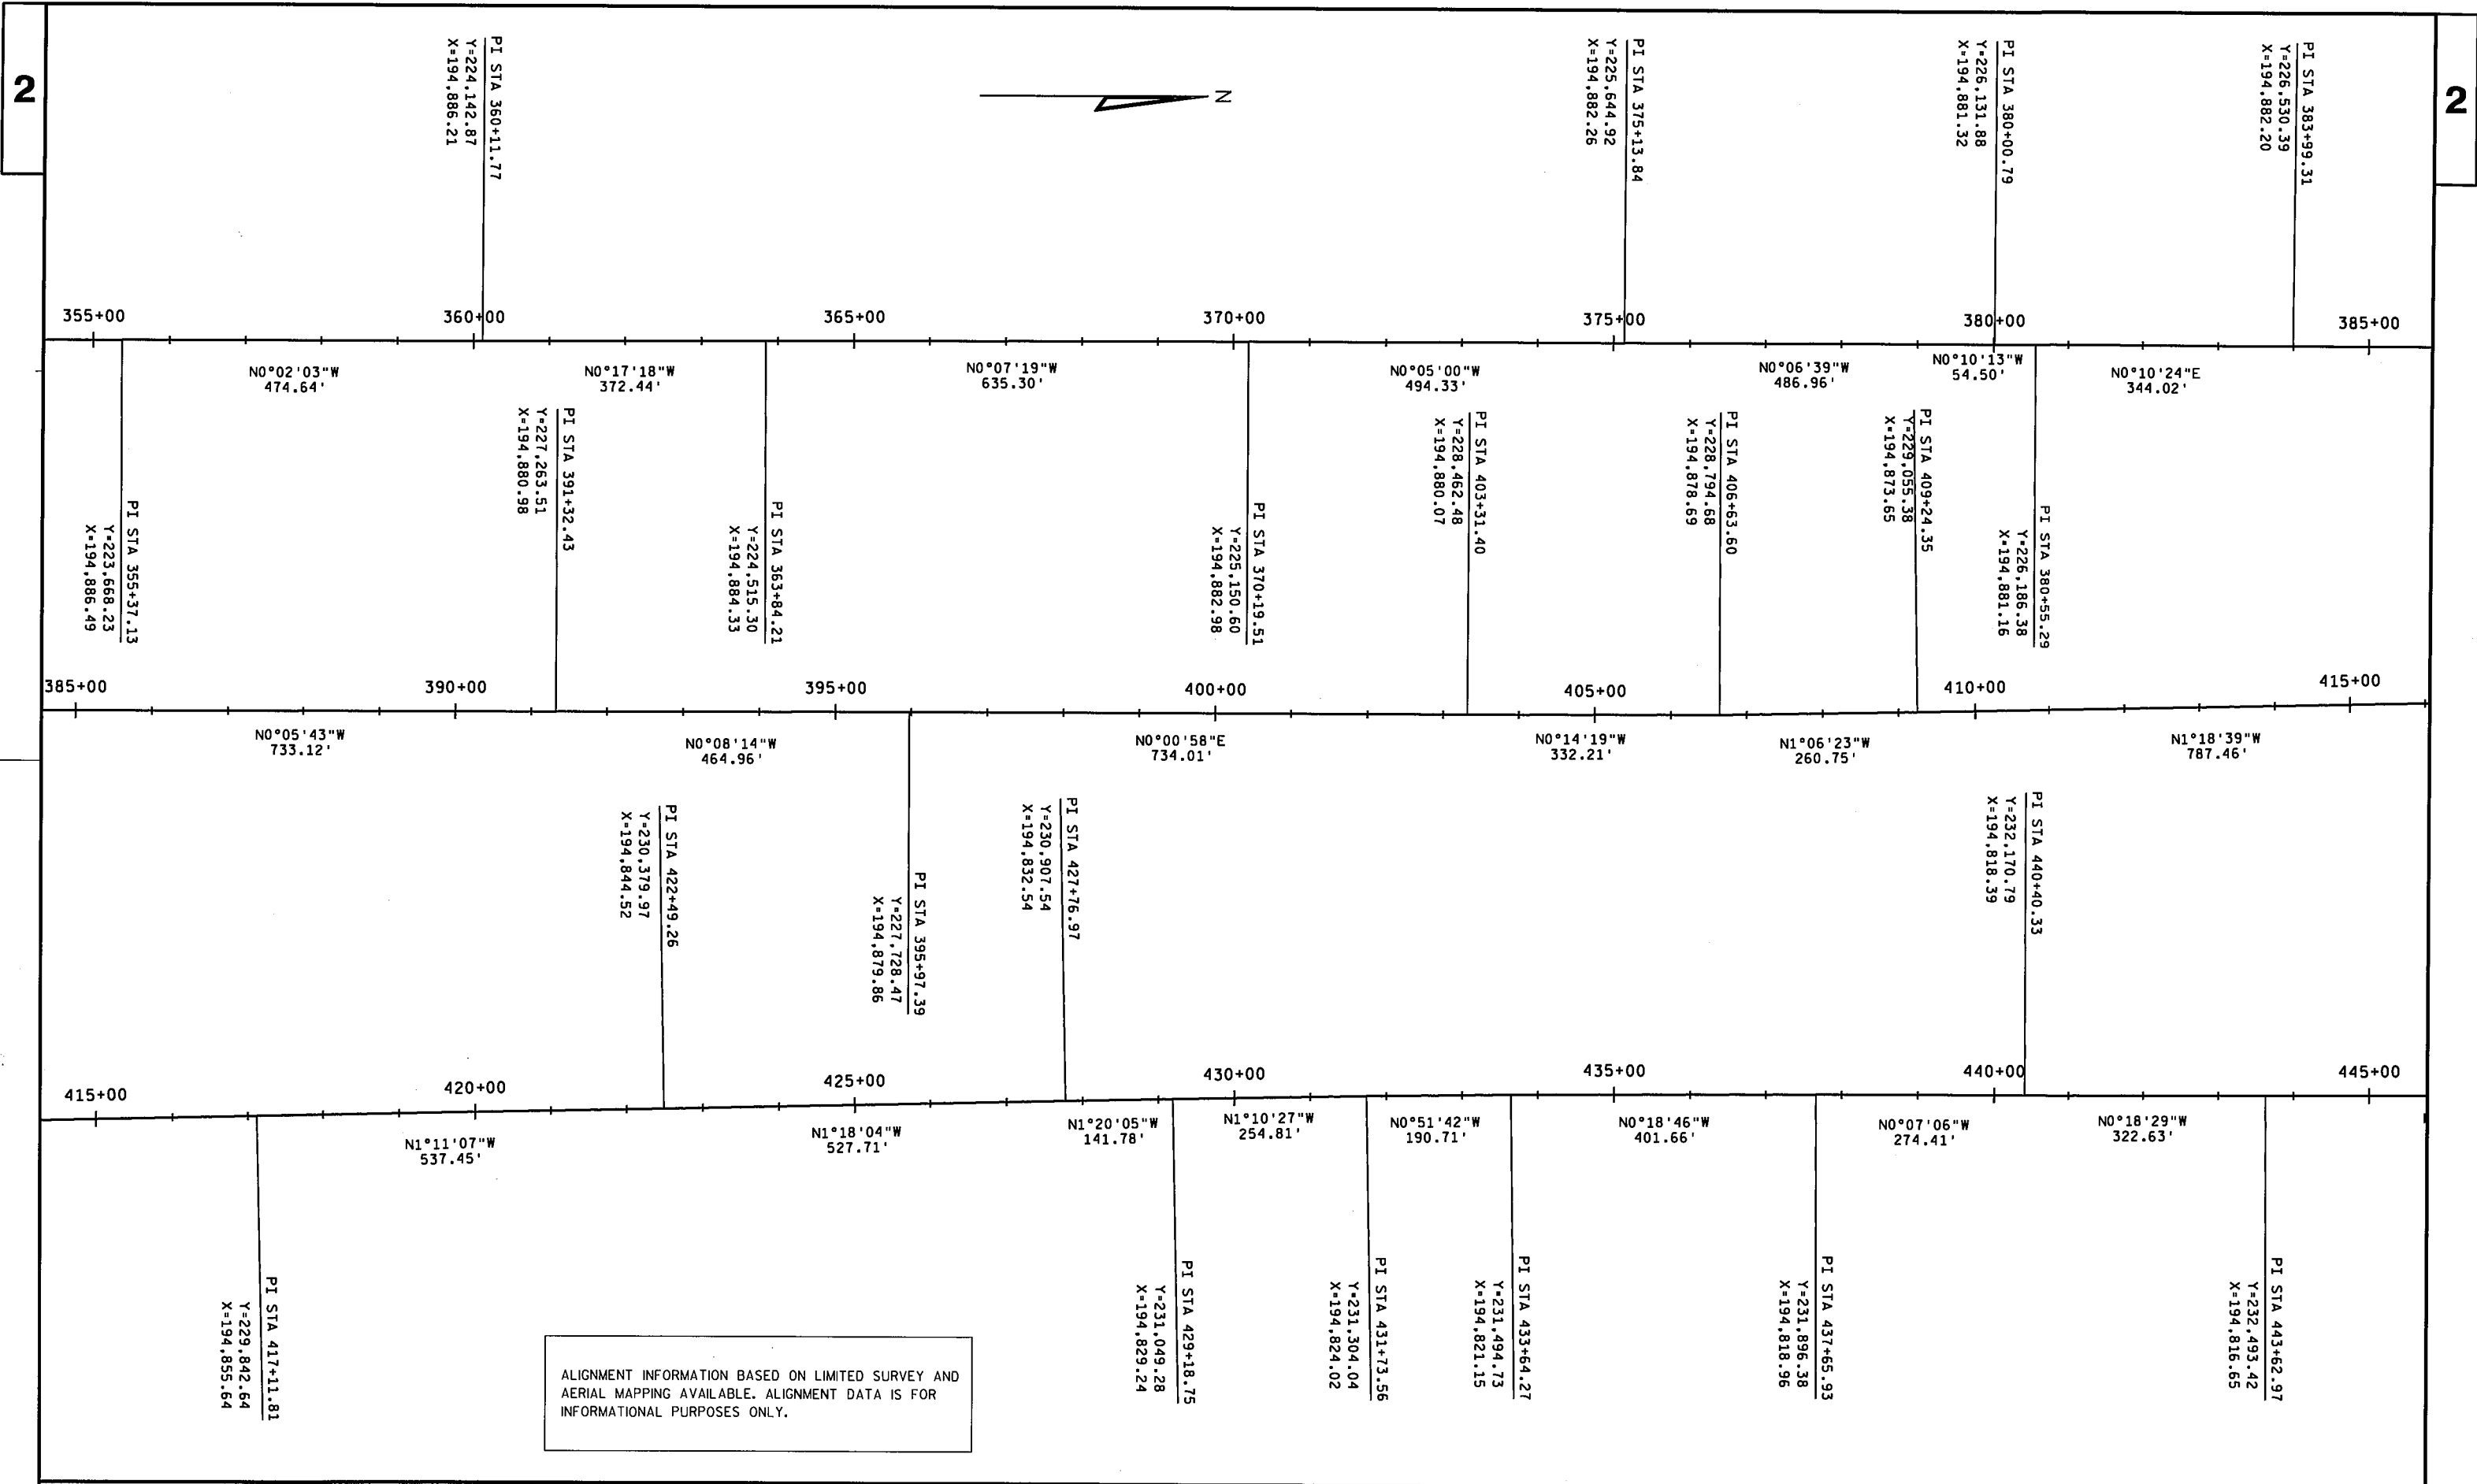 2
2
PI STA 360+11.77
Y=224,142.87
X=194,886.21
N
PI STA 375+13.84
Y=225,644.92
X=194,882.26
PI STA 380+00.79
Y=226,131.88
X=194,881.32
PI STA 383+99.31
Y=226,530.39
X=194,882.20
355+00
360+00
365+00
370+00
375+00
380+00
385+00
N0°02'03"W
474.64'
N0°17'18"W
372.44'
N0°07'19"W
635.30'
N0°05'00"W
494.33'
N0°06'39"W
486.96'
N0°10'13"W
54.50'
N0°10'24"E
344.02'
PI STA 355+37.13
Y=223,668.23
X=194,886.49
PI STA 391+32.43
Y=227,263.51
X=194,880.98
PI STA 363+84.21
Y=224,515.30
X=194,884.33
PI STA 370+19.51
Y=225,150.60
X=194,882.98
PI STA 403+31.40
Y=228,462.48
X=194,880.07
PI STA 406+63.60
Y=228,794.68
X=194,878.69
PI STA 409+24.35
Y=229,055.38
X=194,873.65
PI STA 380+55.29
Y=226,186.38
X=194,881.16
385+00
390+00
395+00
400+00
405+00
410+00
415+00
N0°05'43"W
733.12'
N0°08'14"W
464.96'
N0°00'58"E
734.01'
N0°14'19"W
332.21'
N1°06'23"W
260.75'
N1°18'39"W
787.46'
PI STA 422+49.26
Y=230,379.97
X=194,844.52
PI STA 395+97.39
Y=227,728.47
X=194,879.86
PI STA 427+76.97
Y=230,907.54
X=194,832.54
PI STA 440+40.33
Y=232,170.79
X=194,818.39
415+00
420+00
425+00
430+00
435+00
440+00
445+00
N1°11'07"W
537.45'
N1°18'04"W
527.71'
N1°20'05"W
141.78'
N1°10'27"W
254.81'
N0°51'42"W
190.71'
N0°18'46"W
401.66'
N0°07'06"W
274.41'
N0°18'29"W
322.63'
PI STA 417+11.81
Y=229,842.64
X=194,855.64
PI STA 429+18.75
Y=231,049.28
X=194,829.24
PI STA 431+73.56
Y=231,304.04
X=194,824.02
PI STA 433+64.27
Y=231,494.73
X=194,821.15
PI STA 437+65.93
Y=231,896.38
X=194,818.96
PI STA 443+62.97
Y=232,493.42
X=194,816.65
ALIGNMENT INFORMATION BASED ON LIMITED SURVEY AND
AERIAL MAPPING AVAILABLE. ALIGNMENT DATA IS FOR
INFORMATIONAL PURPOSES ONLY.